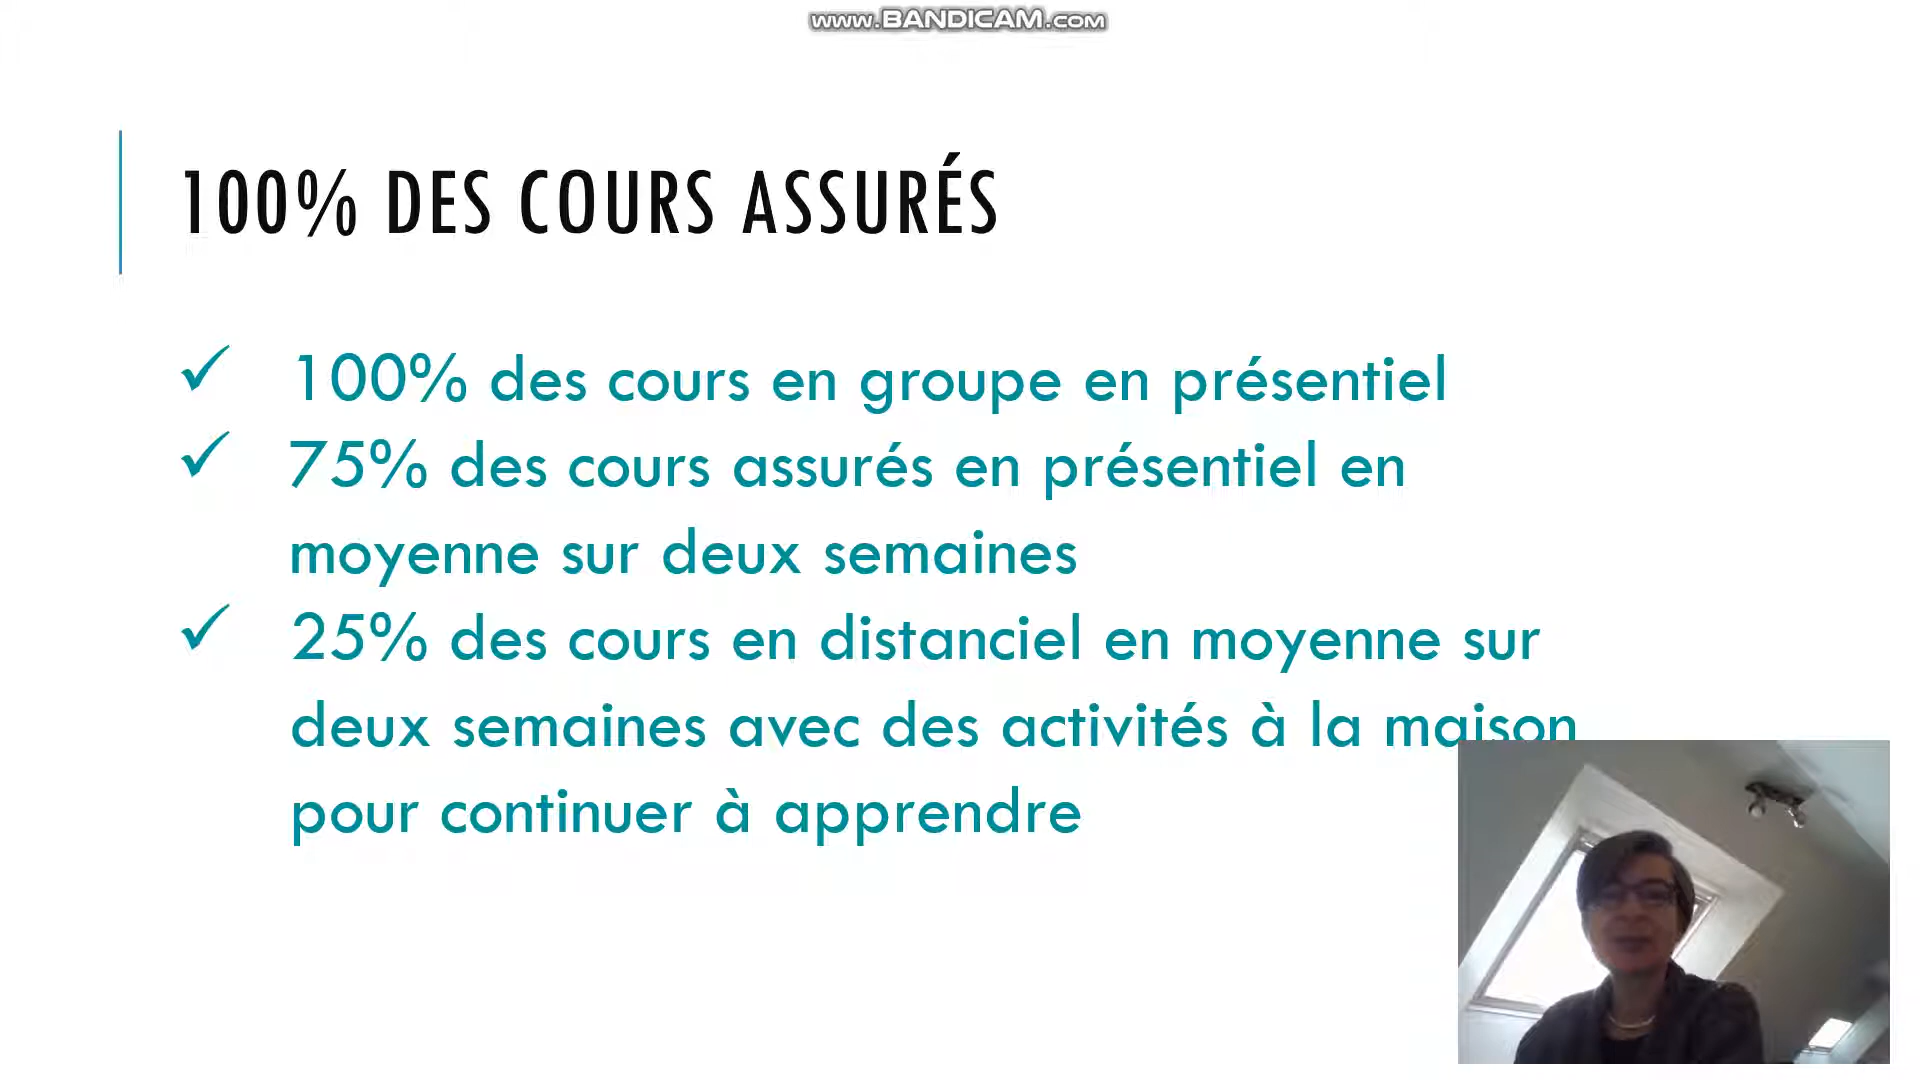 www.BANDICAM.com
100% DES COURS ASSURÉS
✓ 100% des cours en groupe en présentiel
✓ 75% des cours assurés en présentiel en
moyenne sur deux semaines
✓ 25% des cours en distanciel en moyenne sur
deux semaines avec des activités à la maison
pour continuer à apprendre